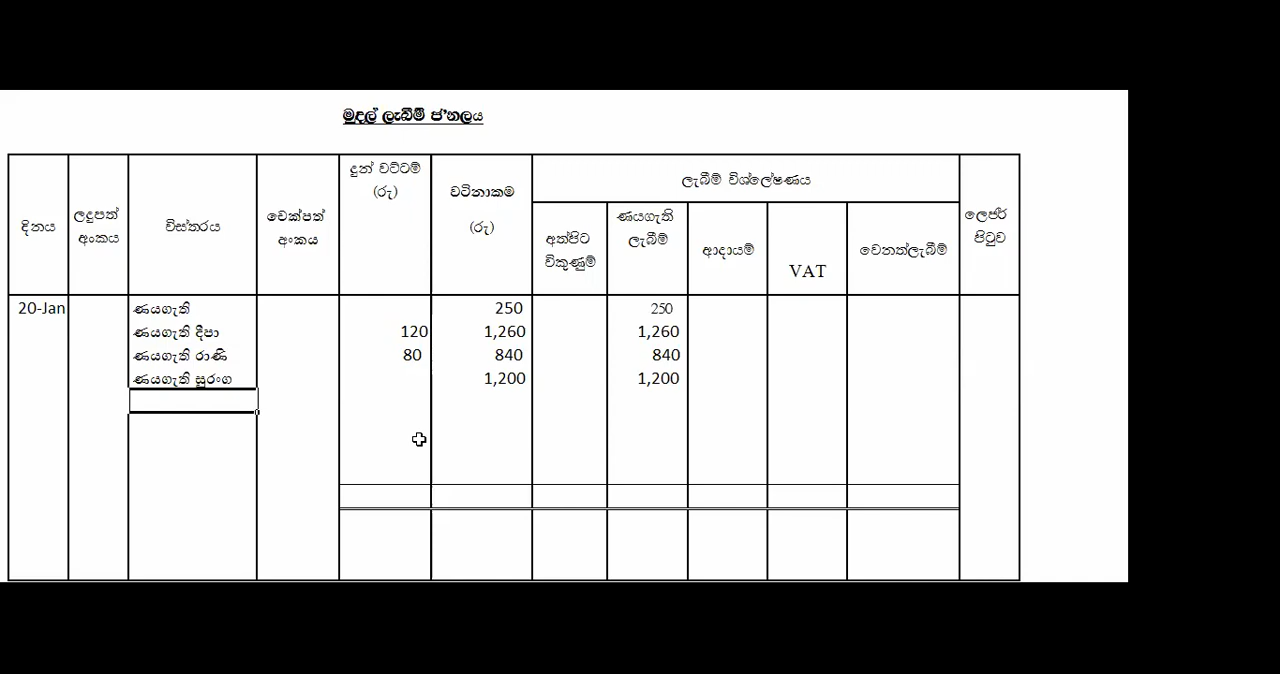 මුදල් ලැබීම් ජ'නලය
දිනය
ලදුපත් අංකය
විස්තරය
චෙක්පත් අංකය
දුන් වට්ටම් (රු)
වටිනාකම (රු)
ලැබීම් විශ්ලේෂණය
අත්පිට විකුණුම්
ණයගැති ලැබීම්
ආදායම්
VAT
වෙනත්ලැබීම්
ලෙජර් පිටුව
20-Jan ණයගැති 250 250
ණයගැති දීපා 120 1,260 1,260
ණයගැති රාණි 80 840 840
ණයගැති සුරංග 1,200 1,200